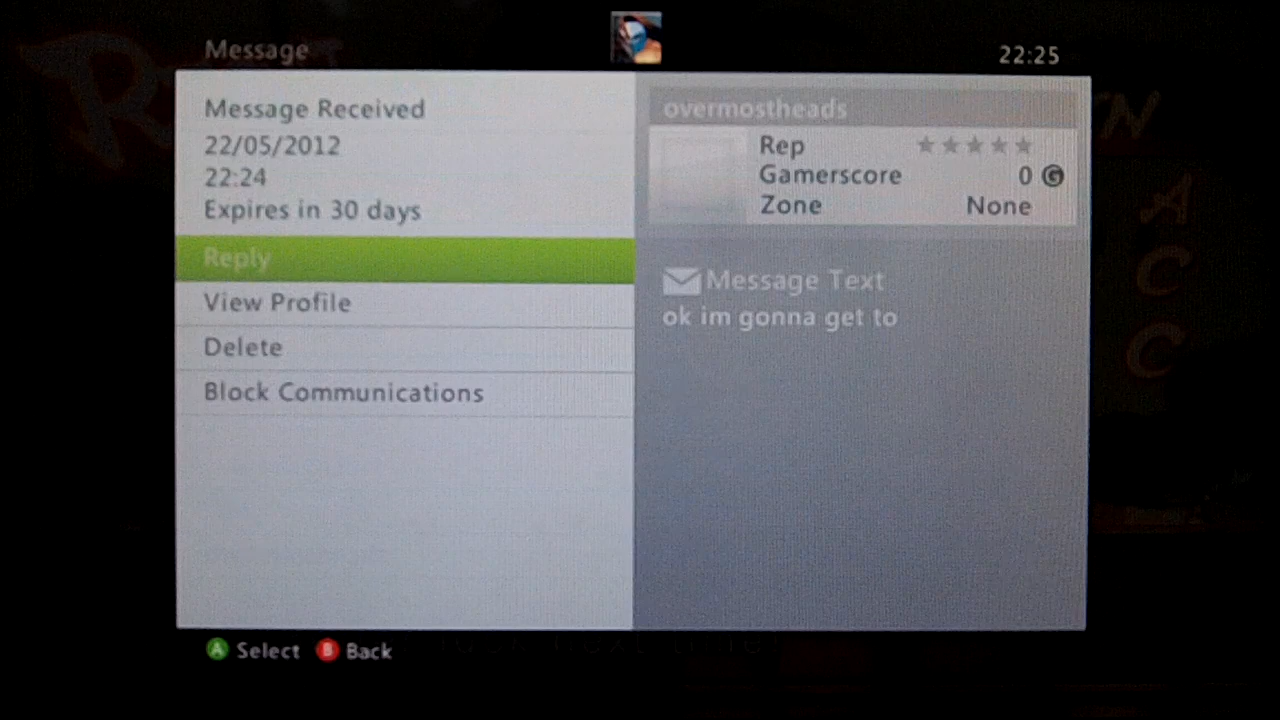 Message
22:25
Message Received
22/05/2012
22:24
Expires in 30 days
Reply
View Profile
Delete
Block Communications
overmostheads
Rep
Gamerscore 0 G
Zone None
Message Text
ok im gonna get to
A Select B Back